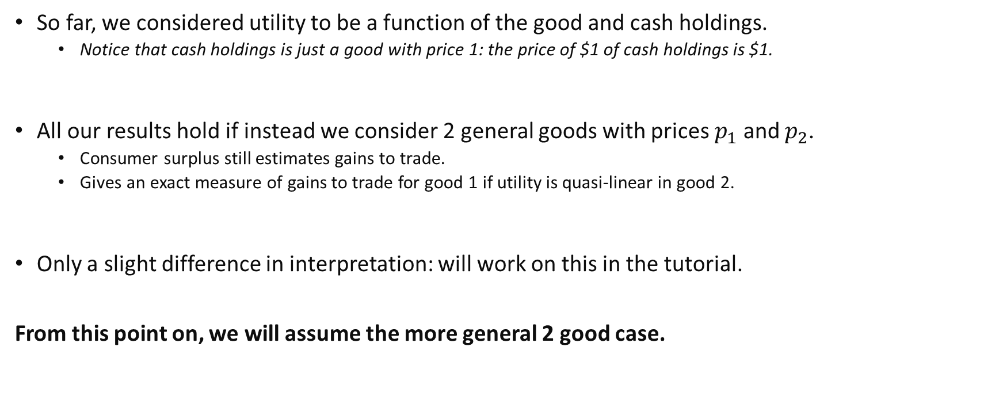 • So far, we considered utility to be a function of the good and cash holdings.
• Notice that cash holdings is just a good with price 1: the price of $1 of cash holdings is $1.
• All our results hold if instead we consider 2 general goods with prices p₁ and p₂.
• Consumer surplus still estimates gains to trade.
• Gives an exact measure of gains to trade for good 1 if utility is quasi-linear in good 2.
• Only a slight difference in interpretation: will work on this in the tutorial.
From this point on, we will assume the more general 2 good case.